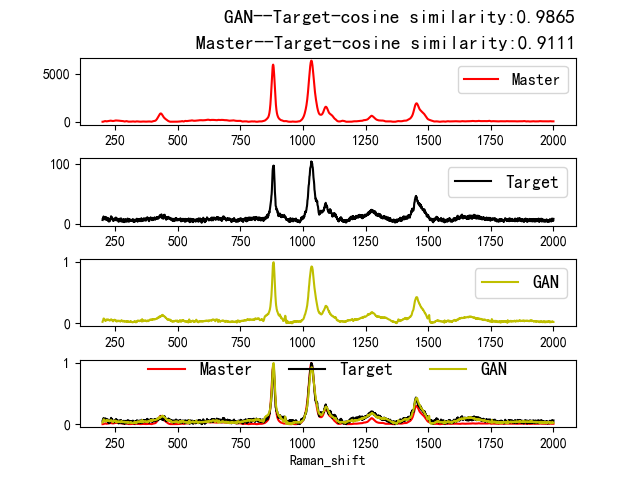 GAN--Target-cosine similarity:0.9865
Master--Target-cosine similarity:0.9111
5000
0
Master
250 500 750 1000 1250 1500 1750 2000
100
0
Target
250 500 750 1000 1250 1500 1750 2000
1
0
GAN
250 500 750 1000 1250 1500 1750 2000
1
0
Master Target GAN
250 500 750 1000 1250 1500 1750 2000
Raman_shift